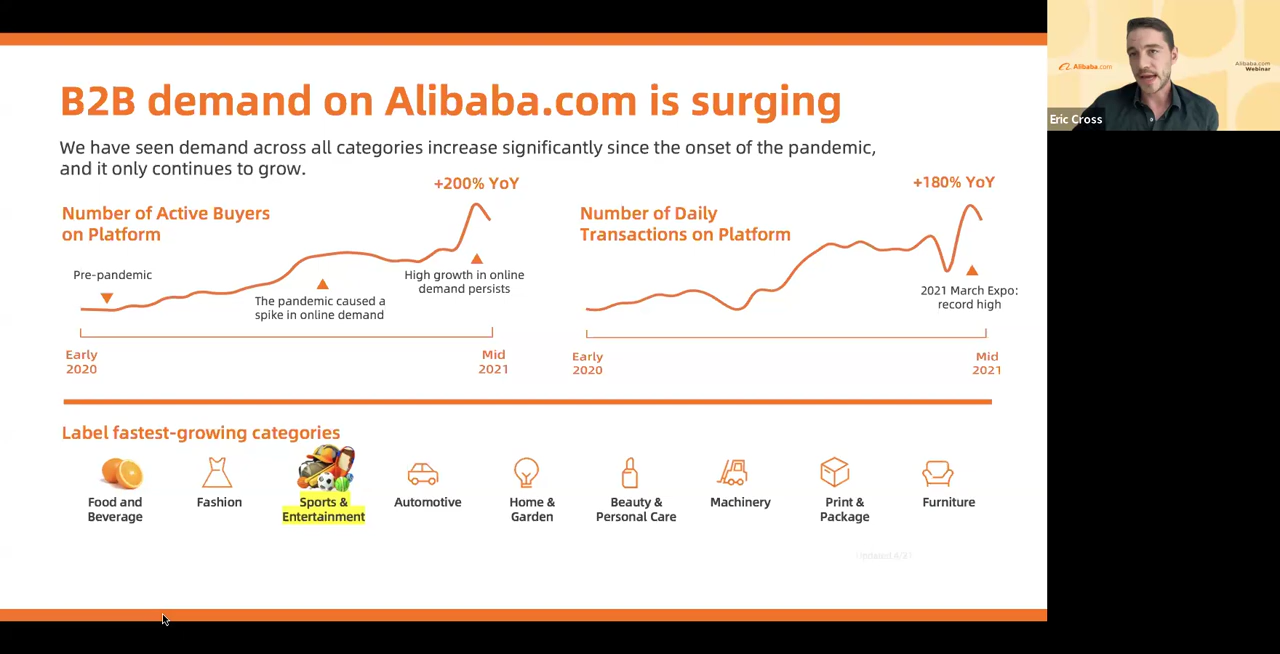 B2B demand on Alibaba.com is surging
We have seen demand across all categories increase significantly since the onset of the pandemic,
and it only continues to grow.
+200% YoY
Number of Active Buyers
on Platform
Pre-pandemic
The pandemic caused a
spike in online demand
High growth in online
demand persists
Early
2020
Mid
2021
+180% YoY
Number of Daily
Transactions on Platform
2021 March Expo:
record high
Early
2020
Mid
2021
Label fastest-growing categories
Food and
Beverage
Fashion
Sports &
Entertainment
Automotive
Home &
Garden
Beauty &
Personal Care
Machinery
Print &
Package
Furniture
Alibaba.com
Alibaba.com
Webinar
Eric Cross